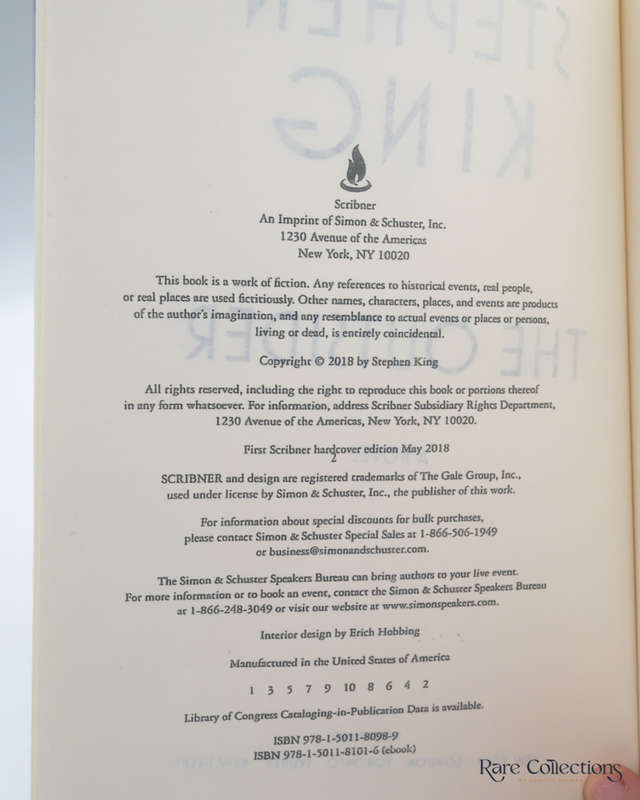 STEPHEN
KING
Scribner
An Imprint of Simon & Schuster, Inc.
1230 Avenue of the Americas
New York, NY 10020
This book is a work of fiction. Any references to historical events, real people,
or real places are used fictitiously. Other names, characters, places, and events are products
of the author's imagination, and any resemblance to actual events or places or persons,
living or dead, is entirely coincidental.
THE OUTSIDER
Copyright © 2018 by Stephen King
All rights reserved, including the right to reproduce this book or portions thereof
in any form whatsoever. For information, address Scribner Subsidiary Rights Department,
1230 Avenue of the Americas, New York, NY 10020.
First Scribner hardcover edition May 2018
2
SCRIBNER and design are registered trademarks of The Gale Group, Inc.,
used under license by Simon & Schuster, Inc., the publisher of this work.
For information about special discounts for bulk purchases,
please contact Simon & Schuster Special Sales at 1-866-506-1949
or business@simonandschuster.com.
The Simon & Schuster Speakers Bureau can bring authors to your live event.
For more information or to book an event, contact the Simon & Schuster Speakers Bureau
at 1-866-248-3049 or visit our website at www.simonspeakers.com.
Interior design by Erich Hobbing
Manufactured in the United States of America
1 3 5 7 9 10 8 6 4 2
Library of Congress Cataloging-in-Publication Data is available.
ISBN 978-1-5011-8098-9
ISBN 978-1-5011-8101-6 (ebook)
Rare Collections